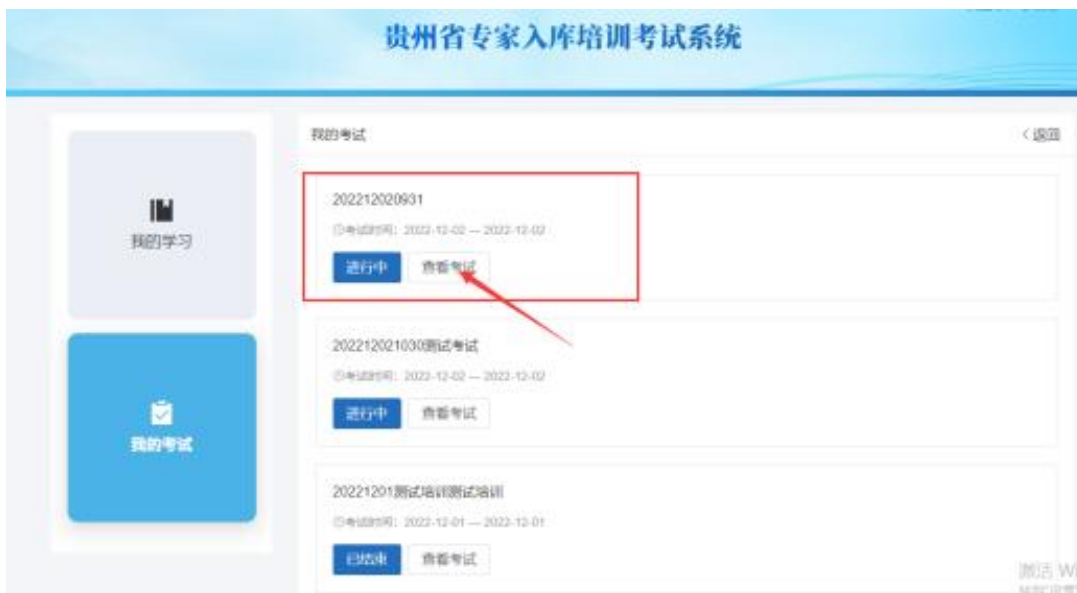 贵州省专家入库培训考试系统
我的学习
我的考试
我的考试
< 返回
202212020931
考试时间：2022-12-02 — 2022-12-02
进行中 查看考试
202212021030测试考试
考试时间：2022-12-02 — 2022-12-02
进行中 查看考试
20221201测试培训测试培训
考试时间：2022-12-01 — 2022-12-01
已结束 查看考试
激活 Wi